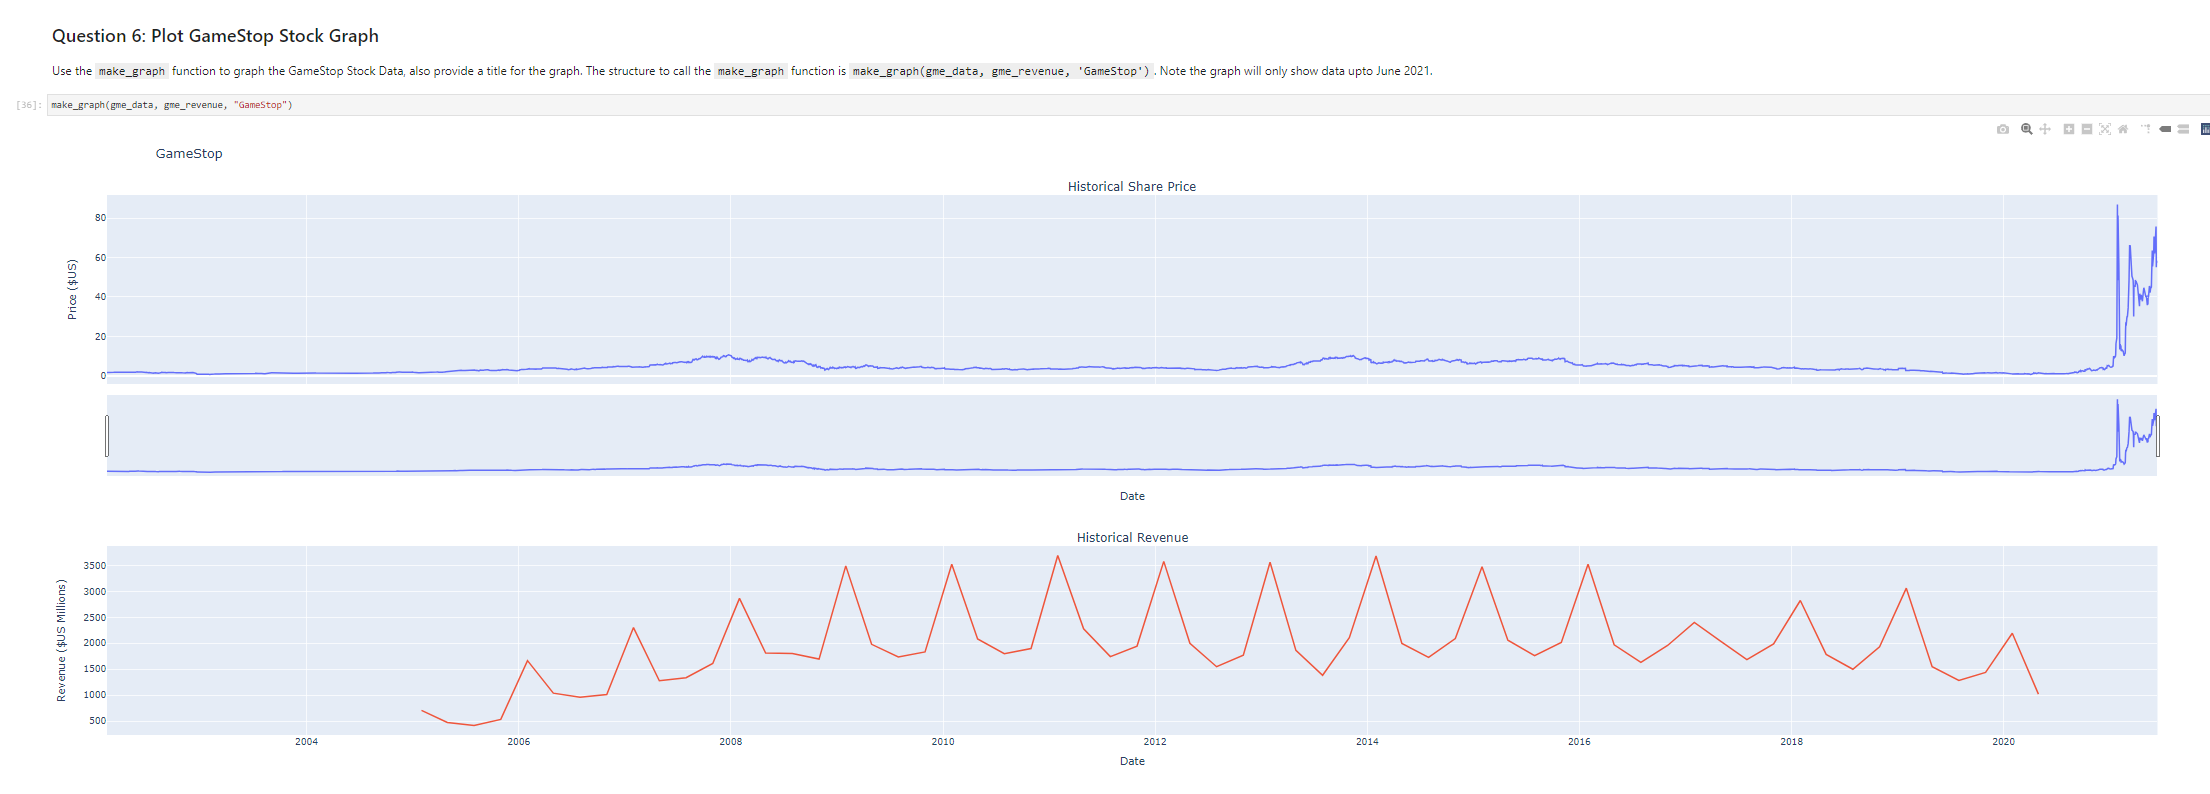 Question 6: Plot GameStop Stock Graph
Use the make_graph function to graph the GameStop Stock Data, also provide a title for the graph. The structure to call the make_graph function is make_graph(gme_data, gme_revenue, 'GameStop'). Note the graph will only show data upto June 2021.
[36]: make_graph(gme_data, gme_revenue, "GameStop")
GameStop
Historical Share Price
80
60
40
20
0
Price ($US)
Date
Historical Revenue
3500
3000
2500
2000
1500
1000
500
Revenue ($US Millions)
2004 2006 2008 2010 2012 2014 2016 2018 2020
Date